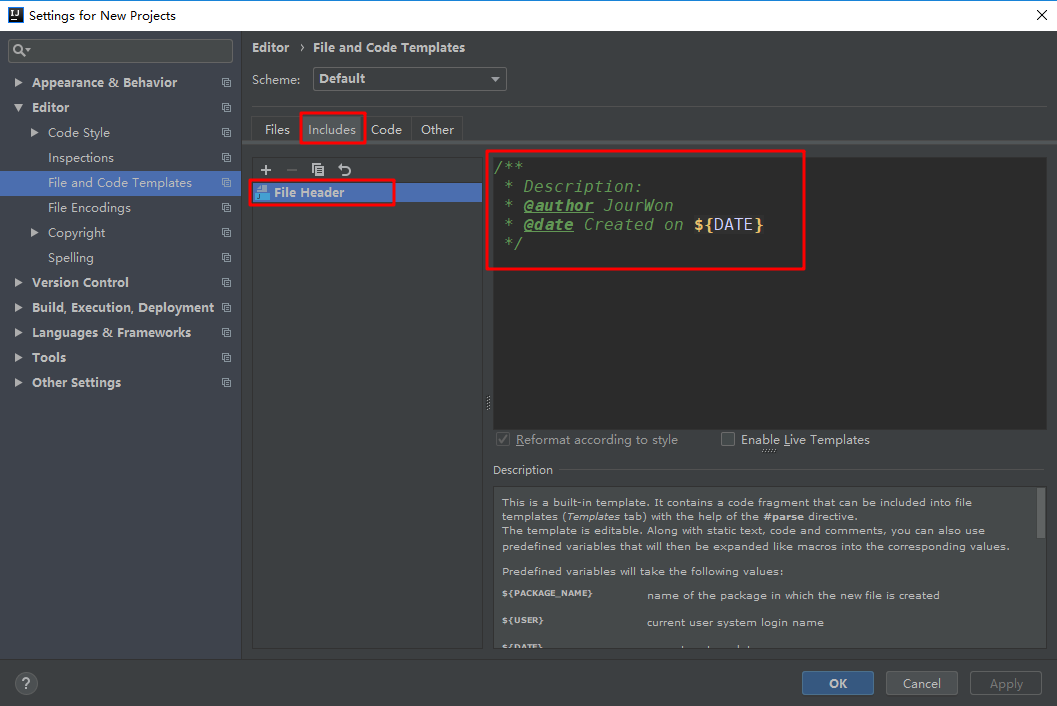 Settings for New Projects
Editor › File and Code Templates
Scheme: Default
Appearance & Behavior
Editor
Code Style
Inspections
File and Code Templates
File Encodings
Copyright
Spelling
Version Control
Build, Execution, Deployment
Languages & Frameworks
Tools
Other Settings
Files Includes Code Other
File Header
/**
* Description:
* @author JourWon
* @date Created on ${DATE}
*/
Reformat according to style Enable Live Templates
Description
This is a built-in template. It contains a code fragment that can be included into file
templates (Templates tab) with the help of the #parse directive.
The template is editable. Along with static text, code and comments, you can also use
predefined variables that will then be expanded like macros into the corresponding values.
Predefined variables will take the following values:
${PACKAGE_NAME} name of the package in which the new file is created
${USER} current user system login name
${DATE}
? OK Cancel Apply